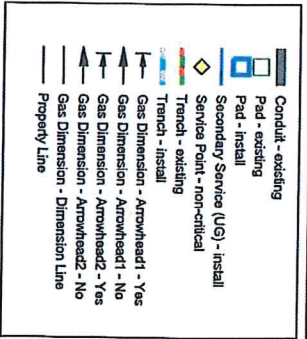 Conduit - existing
Pad - existing
Pad - install
Secondary Service (UG) - install
Service Point - non-critical
Trench - existing
Trench - install
Gas Dimension - Arrowhead1 - Yes
Gas Dimension - Arrowhead1 - No
Gas Dimension - Arrowhead2 - Yes
Gas Dimension - Arrowhead2 - No
Gas Dimension - Dimension Line
Property Line